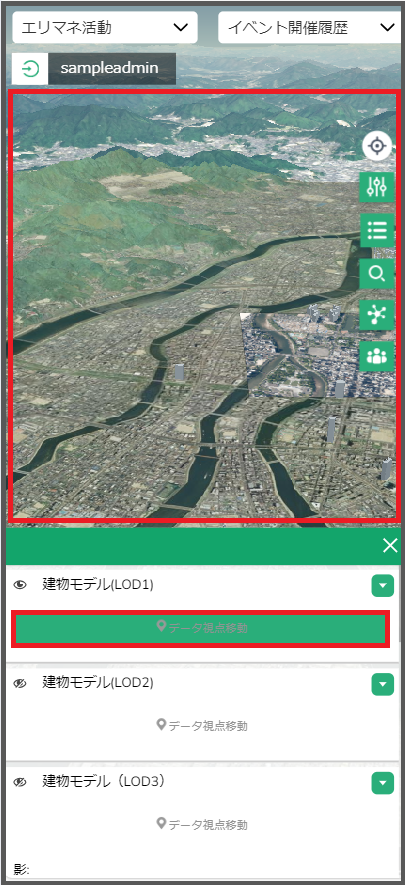 エリマネ活動
イベント開催履歴
sampleadmin
建物モデル(LOD1)
データ視点移動
建物モデル(LOD2)
データ視点移動
建物モデル（LOD3）
データ視点移動
影: